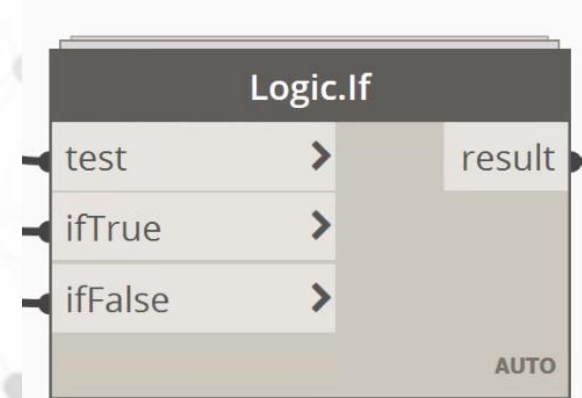 Logic.If
test > result
ifTrue >
ifFalse >
AUTO